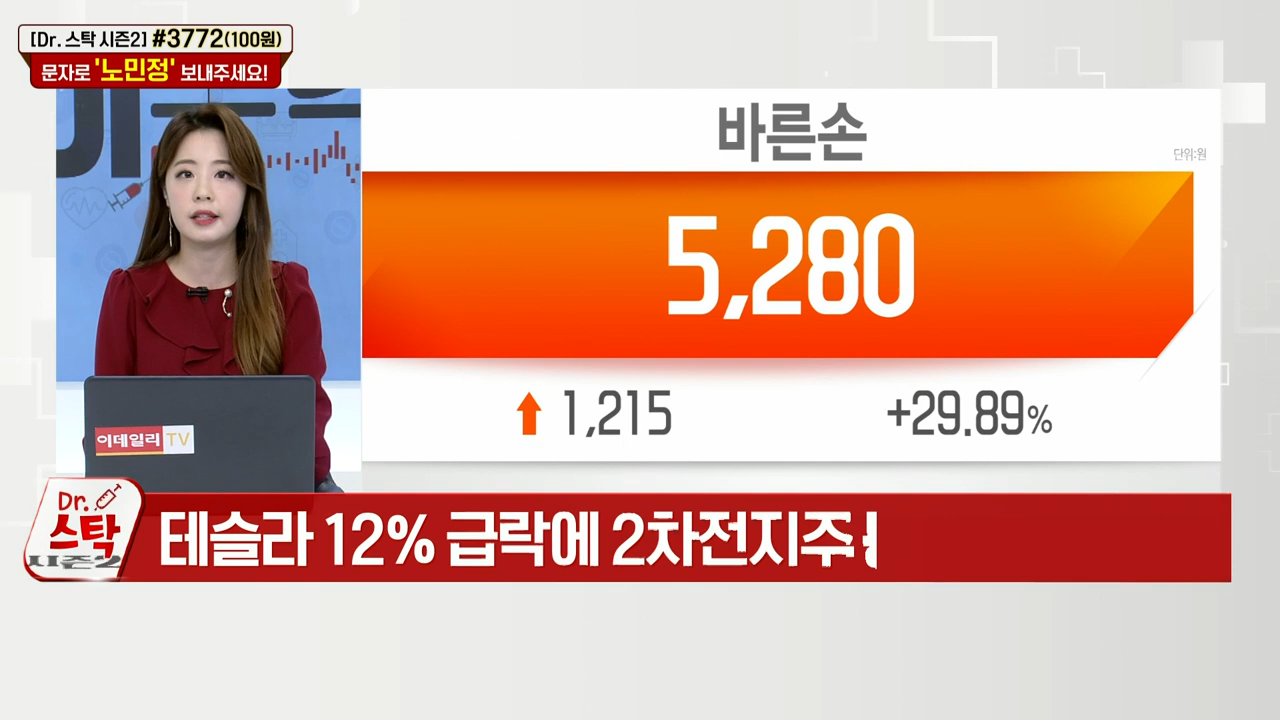 [Dr. 스탁 시즌2] #3772(100원)
문자로 '노민정' 보내주세요!
바른손
단위:원
5,280
1,215
+29.89%
이데일리 TV
Dr.
스탁
시즌2
테슬라 12% 급락에 2차전지주